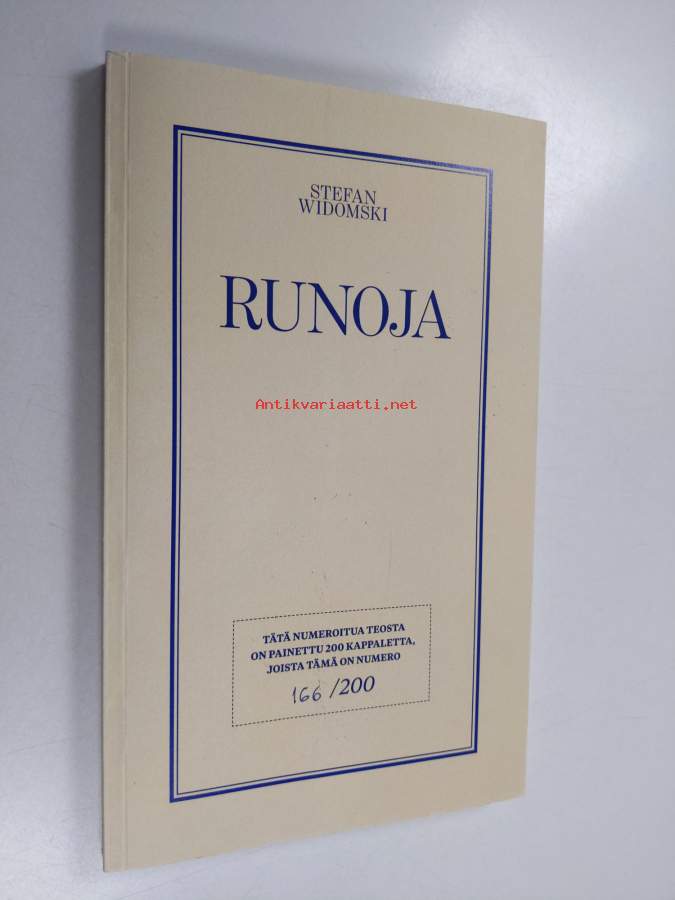 STEFAN
WIDOMSKI
RUNOJA
Antikvariaatti.net
TÄTÄ NUMEROITUA TEOSTA
ON PAINETTU 200 KAPPALETTA,
JOISTA TÄMÄ ON NUMERO
166 /200